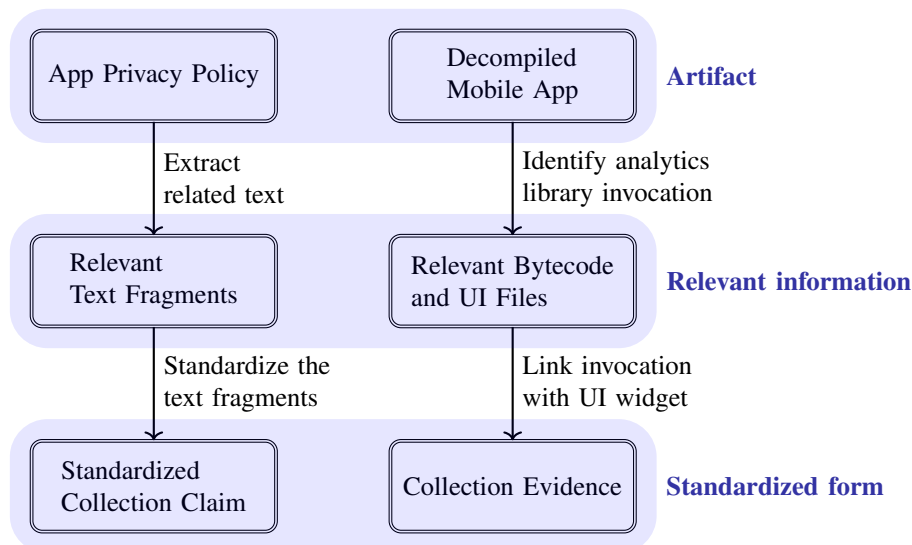 App Privacy Policy
Decompiled
Mobile App
Artifact
Extract
related text
Identify analytics
library invocation
Relevant
Text Fragments
Relevant Bytecode
and UI Files
Relevant information
Standardize the
text fragments
Link invocation
with UI widget
Standardized
Collection Claim
Collection Evidence
Standardized form